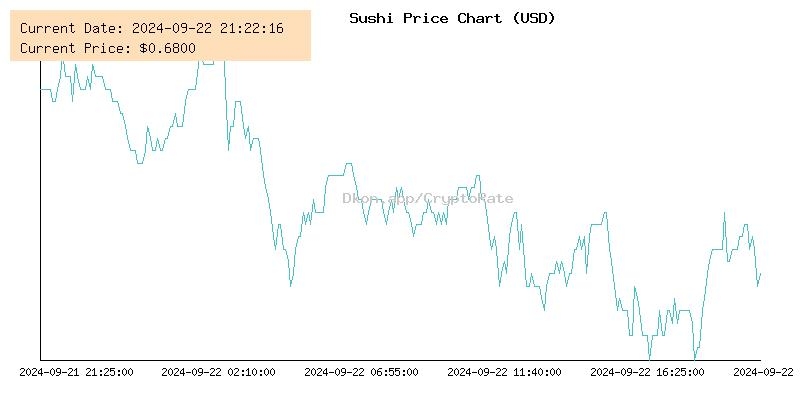 Sushi Price Chart (USD)
Current Date: 2024-09-22 21:22:16
Current Price: $0.6800
Dkon.app/CryptoRate
2024-09-21 21:25:00 2024-09-22 02:10:00 2024-09-22 06:55:00 2024-09-22 11:40:00 2024-09-22 16:25:00 2024-09-22